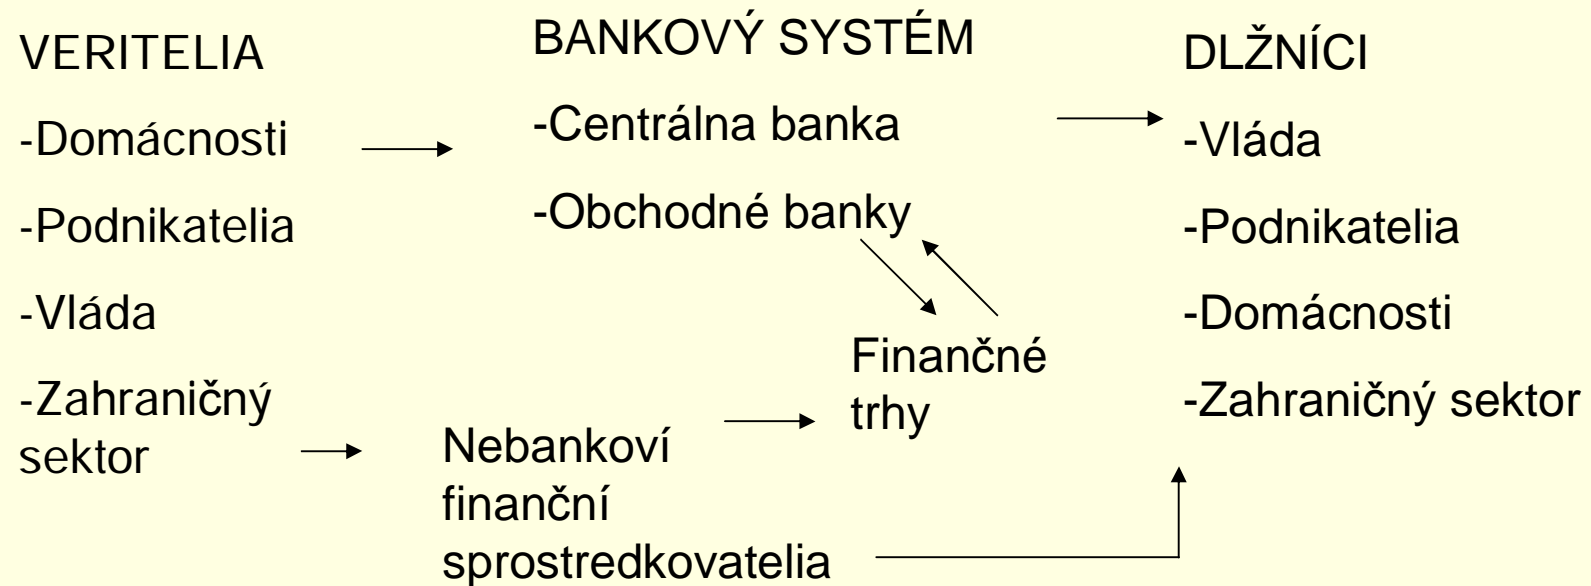 VERITELIA
-Domácnosti
-Podnikatelia
-Vláda
-Zahraničný
sektor
BANKOVÝ SYSTÉM
-Centrálna banka
-Obchodné banky
Finančné
trhy
Nebankoví
finanční
sprostredkovatelia
DLŽNÍCI
-Vláda
-Podnikatelia
-Domácnosti
-Zahraničný sektor